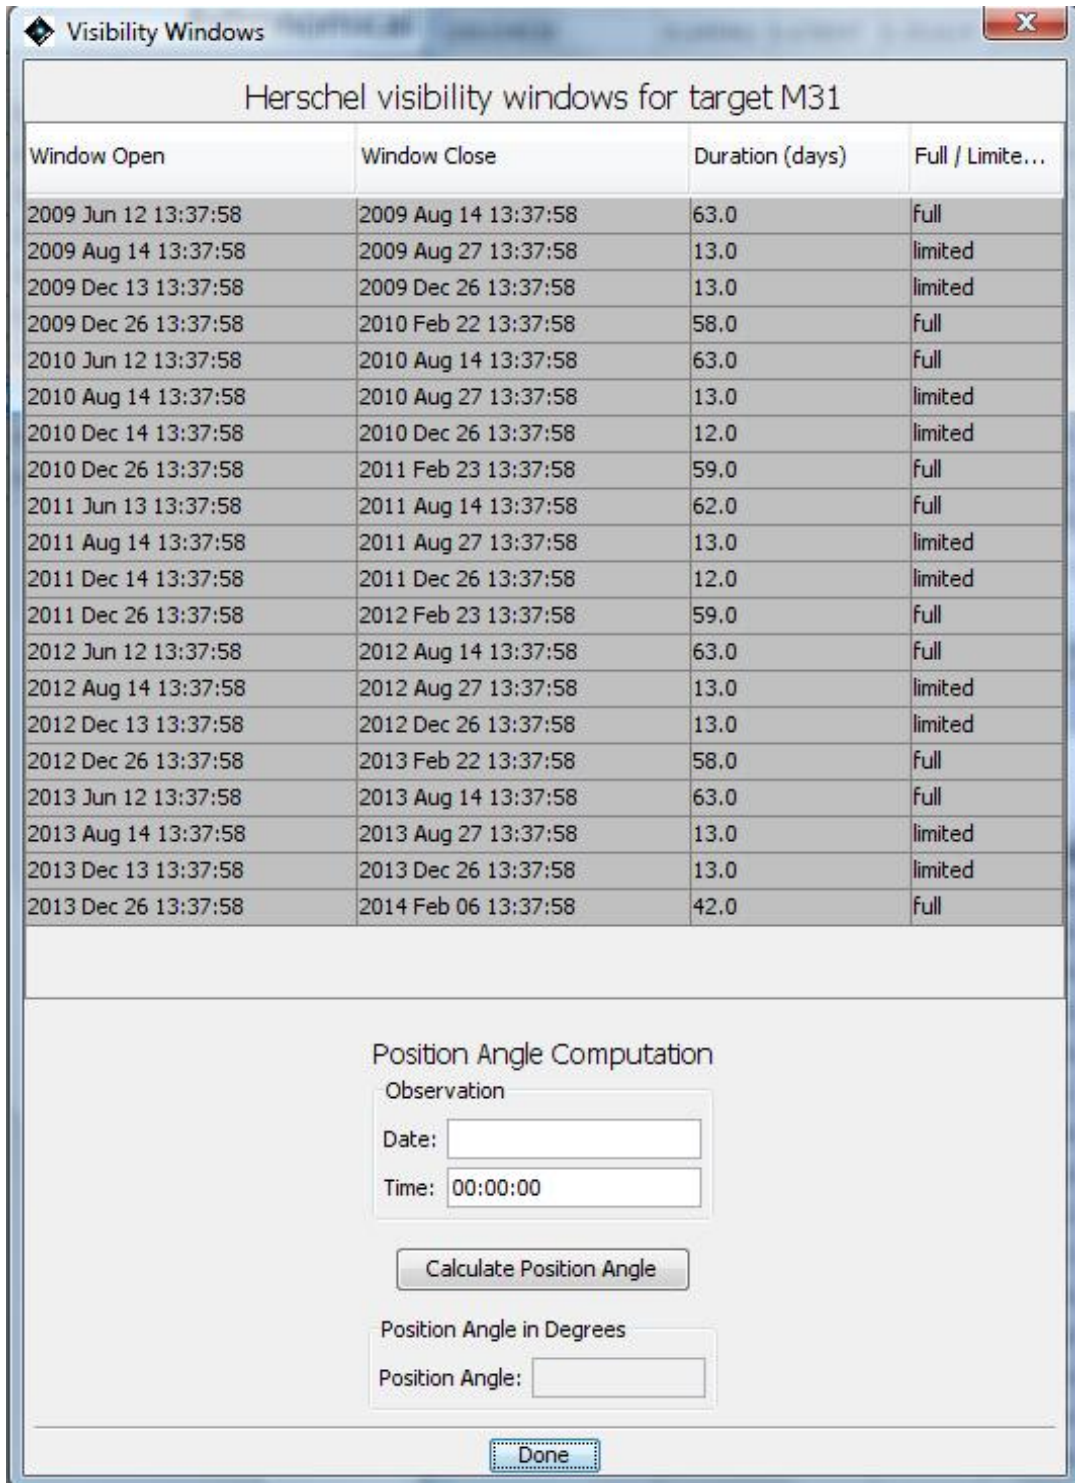 Visibility Windows
Herschel visibility windows for target M31
Window Open Window Close Duration (days) Full / Limite...
2009 Jun 12 13:37:58 2009 Aug 14 13:37:58 63.0 full
2009 Aug 14 13:37:58 2009 Aug 27 13:37:58 13.0 limited
2009 Dec 13 13:37:58 2009 Dec 26 13:37:58 13.0 limited
2009 Dec 26 13:37:58 2010 Feb 22 13:37:58 58.0 full
2010 Jun 12 13:37:58 2010 Aug 14 13:37:58 63.0 full
2010 Aug 14 13:37:58 2010 Aug 27 13:37:58 13.0 limited
2010 Dec 14 13:37:58 2010 Dec 26 13:37:58 12.0 limited
2010 Dec 26 13:37:58 2011 Feb 23 13:37:58 59.0 full
2011 Jun 13 13:37:58 2011 Aug 14 13:37:58 62.0 full
2011 Aug 14 13:37:58 2011 Aug 27 13:37:58 13.0 limited
2011 Dec 14 13:37:58 2011 Dec 26 13:37:58 12.0 limited
2011 Dec 26 13:37:58 2012 Feb 23 13:37:58 59.0 full
2012 Jun 12 13:37:58 2012 Aug 14 13:37:58 63.0 full
2012 Aug 14 13:37:58 2012 Aug 27 13:37:58 13.0 limited
2012 Dec 13 13:37:58 2012 Dec 26 13:37:58 13.0 limited
2012 Dec 26 13:37:58 2013 Feb 22 13:37:58 58.0 full
2013 Jun 12 13:37:58 2013 Aug 14 13:37:58 63.0 full
2013 Aug 14 13:37:58 2013 Aug 27 13:37:58 13.0 limited
2013 Dec 13 13:37:58 2013 Dec 26 13:37:58 13.0 limited
2013 Dec 26 13:37:58 2014 Feb 06 13:37:58 42.0 full
Position Angle Computation
Observation
Date:
Time: 00:00:00
Calculate Position Angle
Position Angle in Degrees
Position Angle:
Done